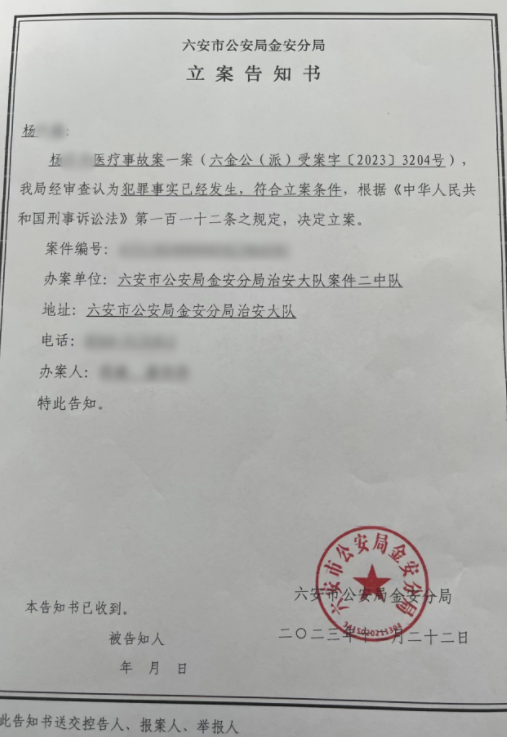 六安市公安局金安分局
立案告知书
杨
杨 医疗事故案一案（六金公（派）受案字〔2023〕3204号），
我局经审查认为犯罪事实已经发生，符合立案条件，根据《中华人民共
和国刑事诉讼法》第一百一十二条之规定，决定立案。
案件编号：
办案单位：六安市公安局金安分局治安大队案件二中队
地址：六安市公安局金安分局治安大队
电话：
办案人：
特此告知。
六安市公安局金安分局
六安市公安局金安分局
二〇二三年十 月二十二日
本告知书已收到。
被告知人
年 月 日
此告知书送交控告人、报案人、举报人